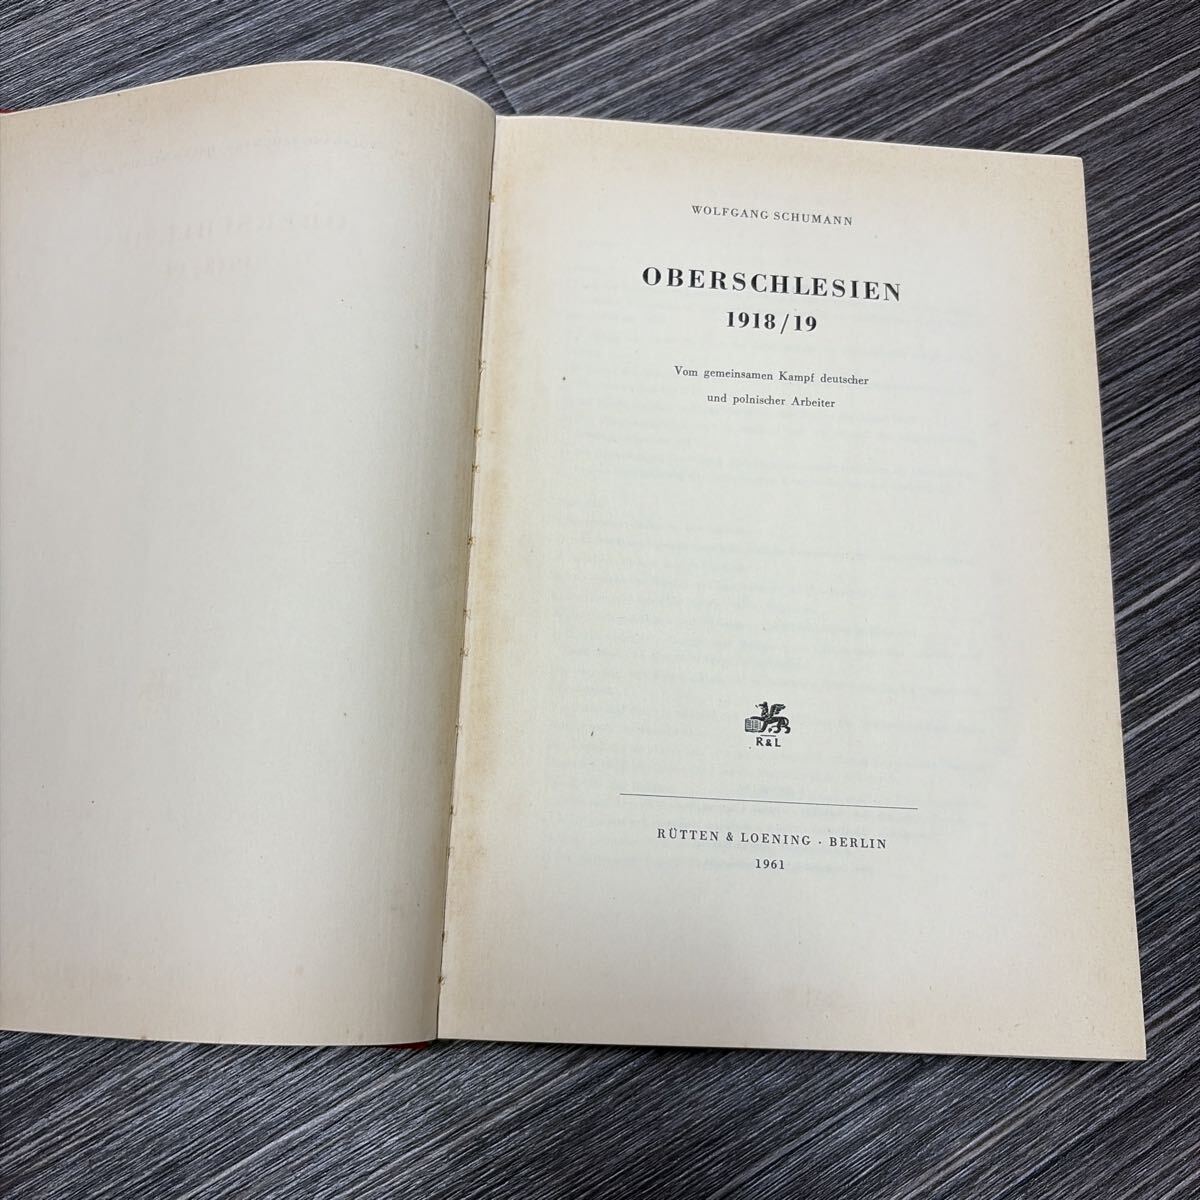 WOLFGANG SCHUMANN
OBERSCHLESIEN
1918/19
Vom gemeinsamen Kampf deutscher
und polnischer Arbeiter
R&L
RÜTTEN & LOENING · BERLIN
1961